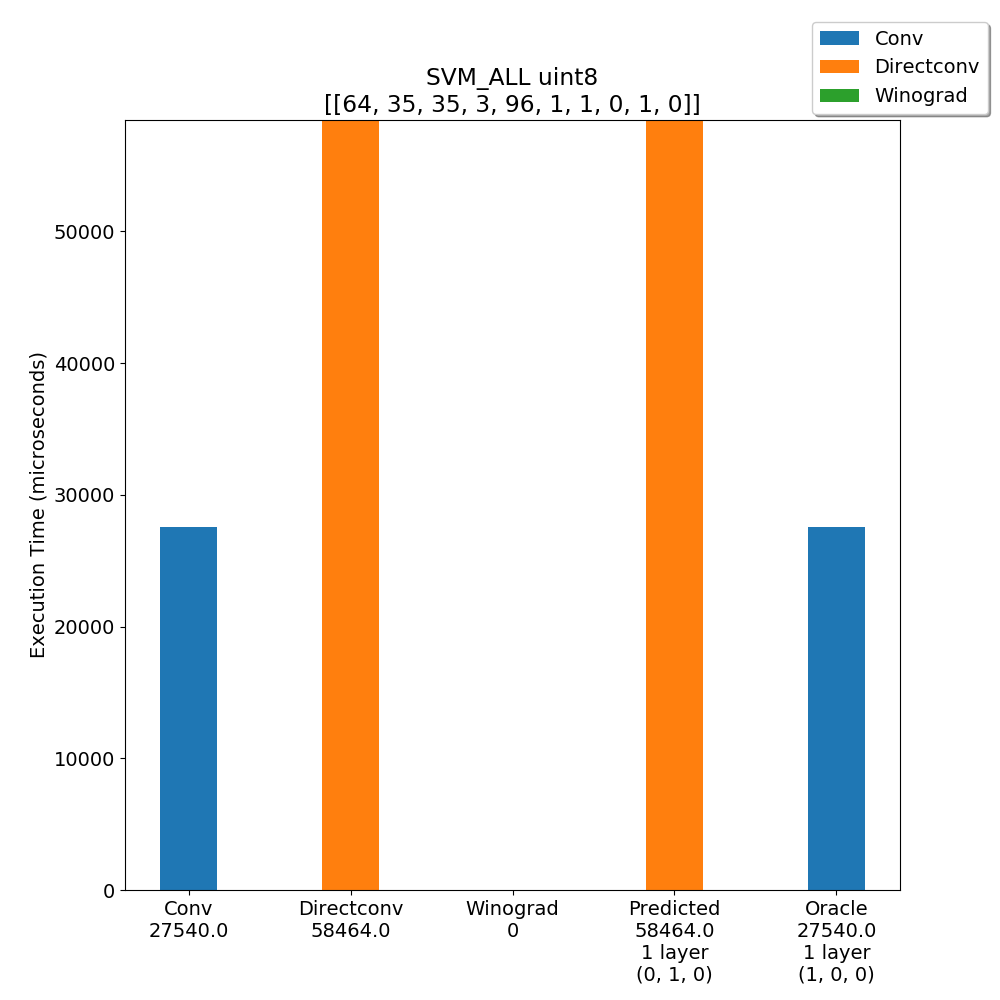 Conv
Directconv
Winograd
SVM_ALL uint8
[[64, 35, 35, 3, 96, 1, 1, 0, 1, 0]]
Execution Time (microseconds)
50000
40000
30000
20000
10000
0
Conv
27540.0
Directconv
58464.0
Winograd
0
Predicted
58464.0
1 layer
(0, 1, 0)
Oracle
27540.0
1 layer
(1, 0, 0)